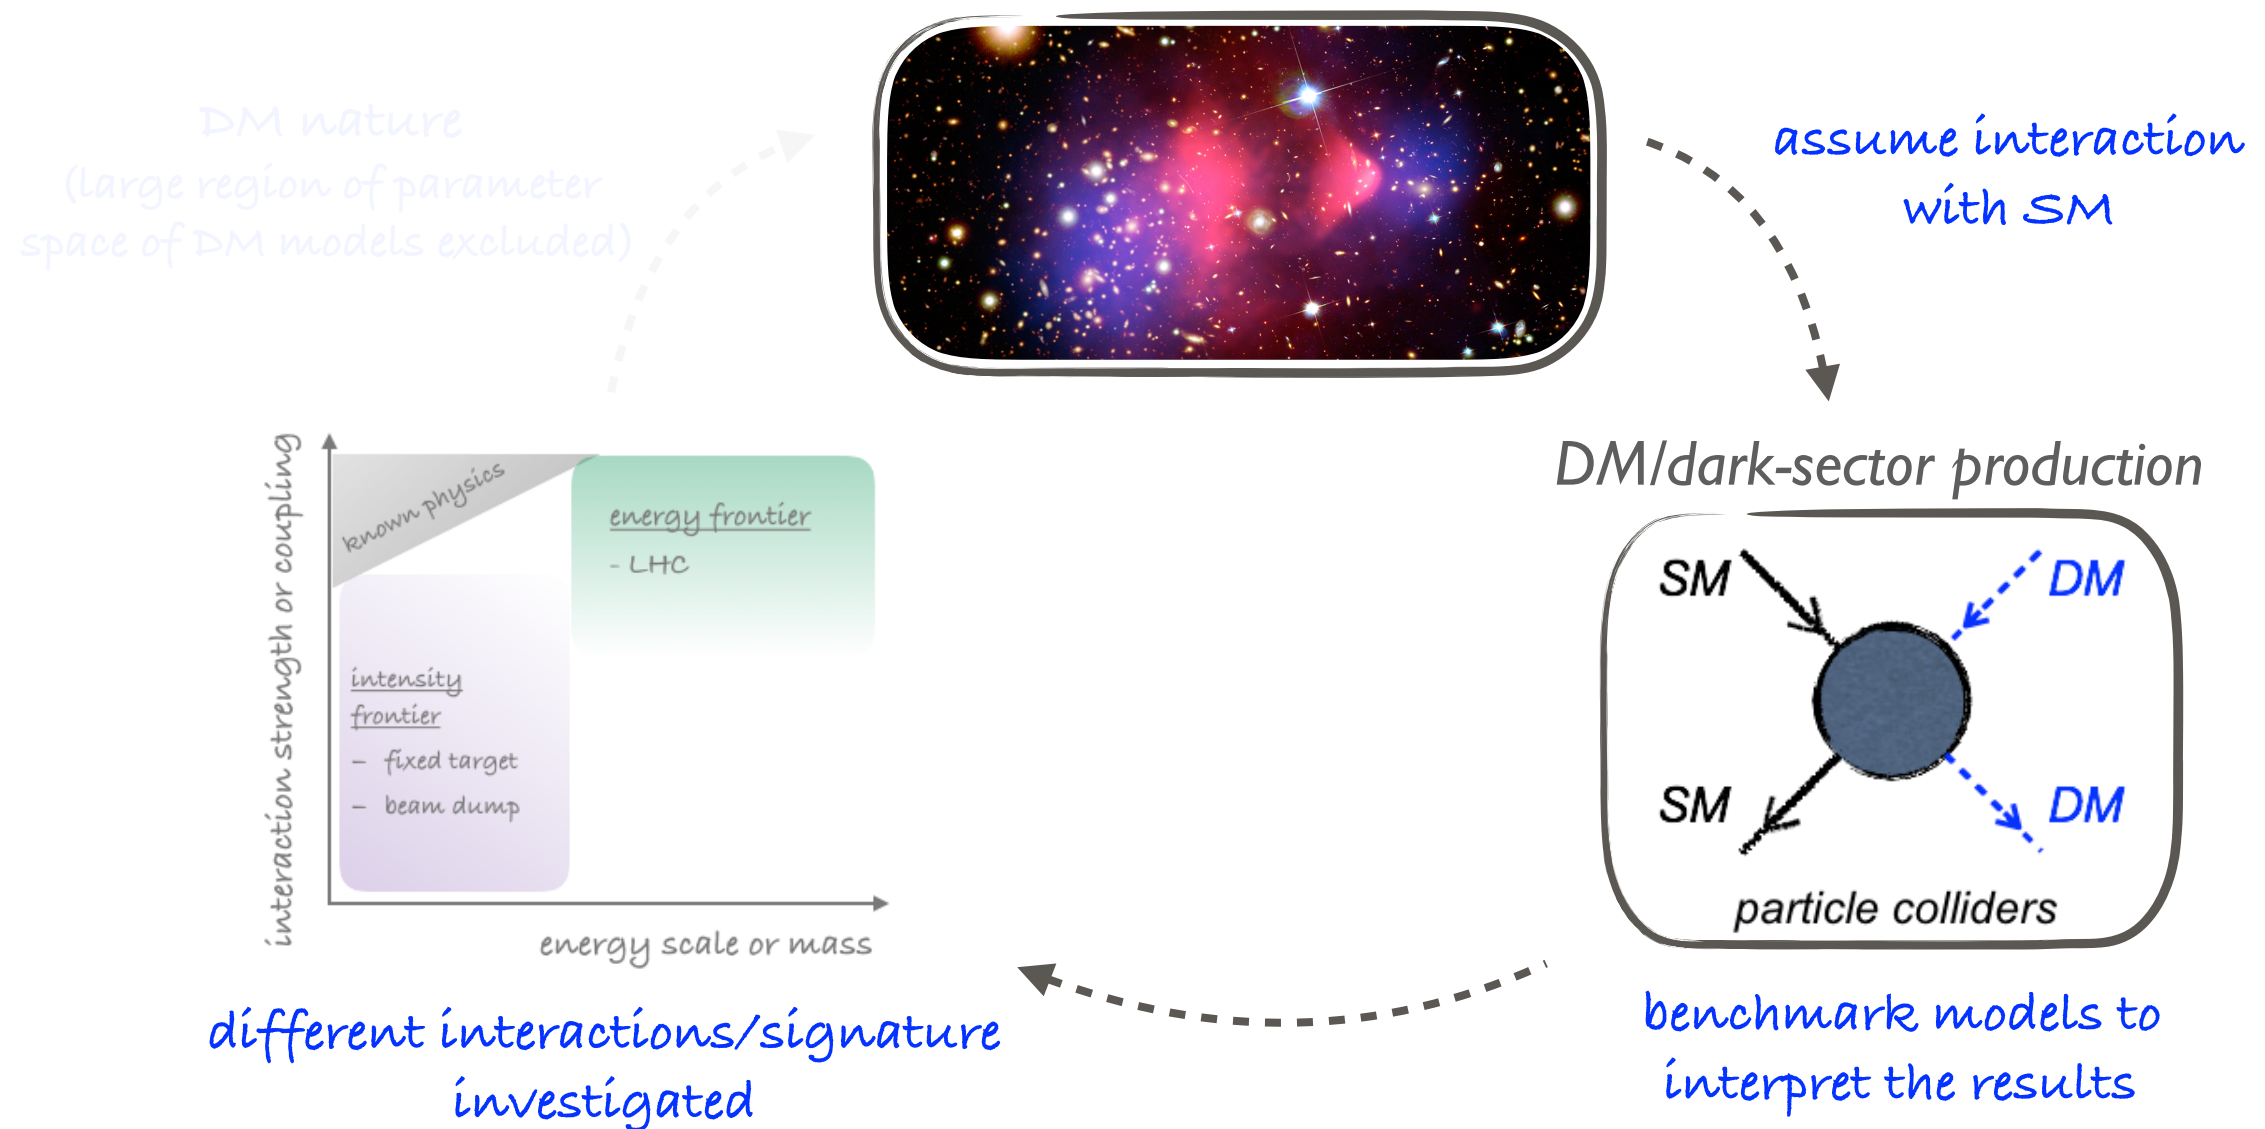 DM nature
(large region of parameter
space of DM models excluded)
assume interaction
with SM
DM/dark-sector production
SM
DM
SM
DM
particle colliders
benchmark models to
interpret the results
interaction strength or coupling
known physics
energy frontier
- LHC
intensity
frontier
- fixed target
- beam dump
energy scale or mass
different interactions/signature
investigated